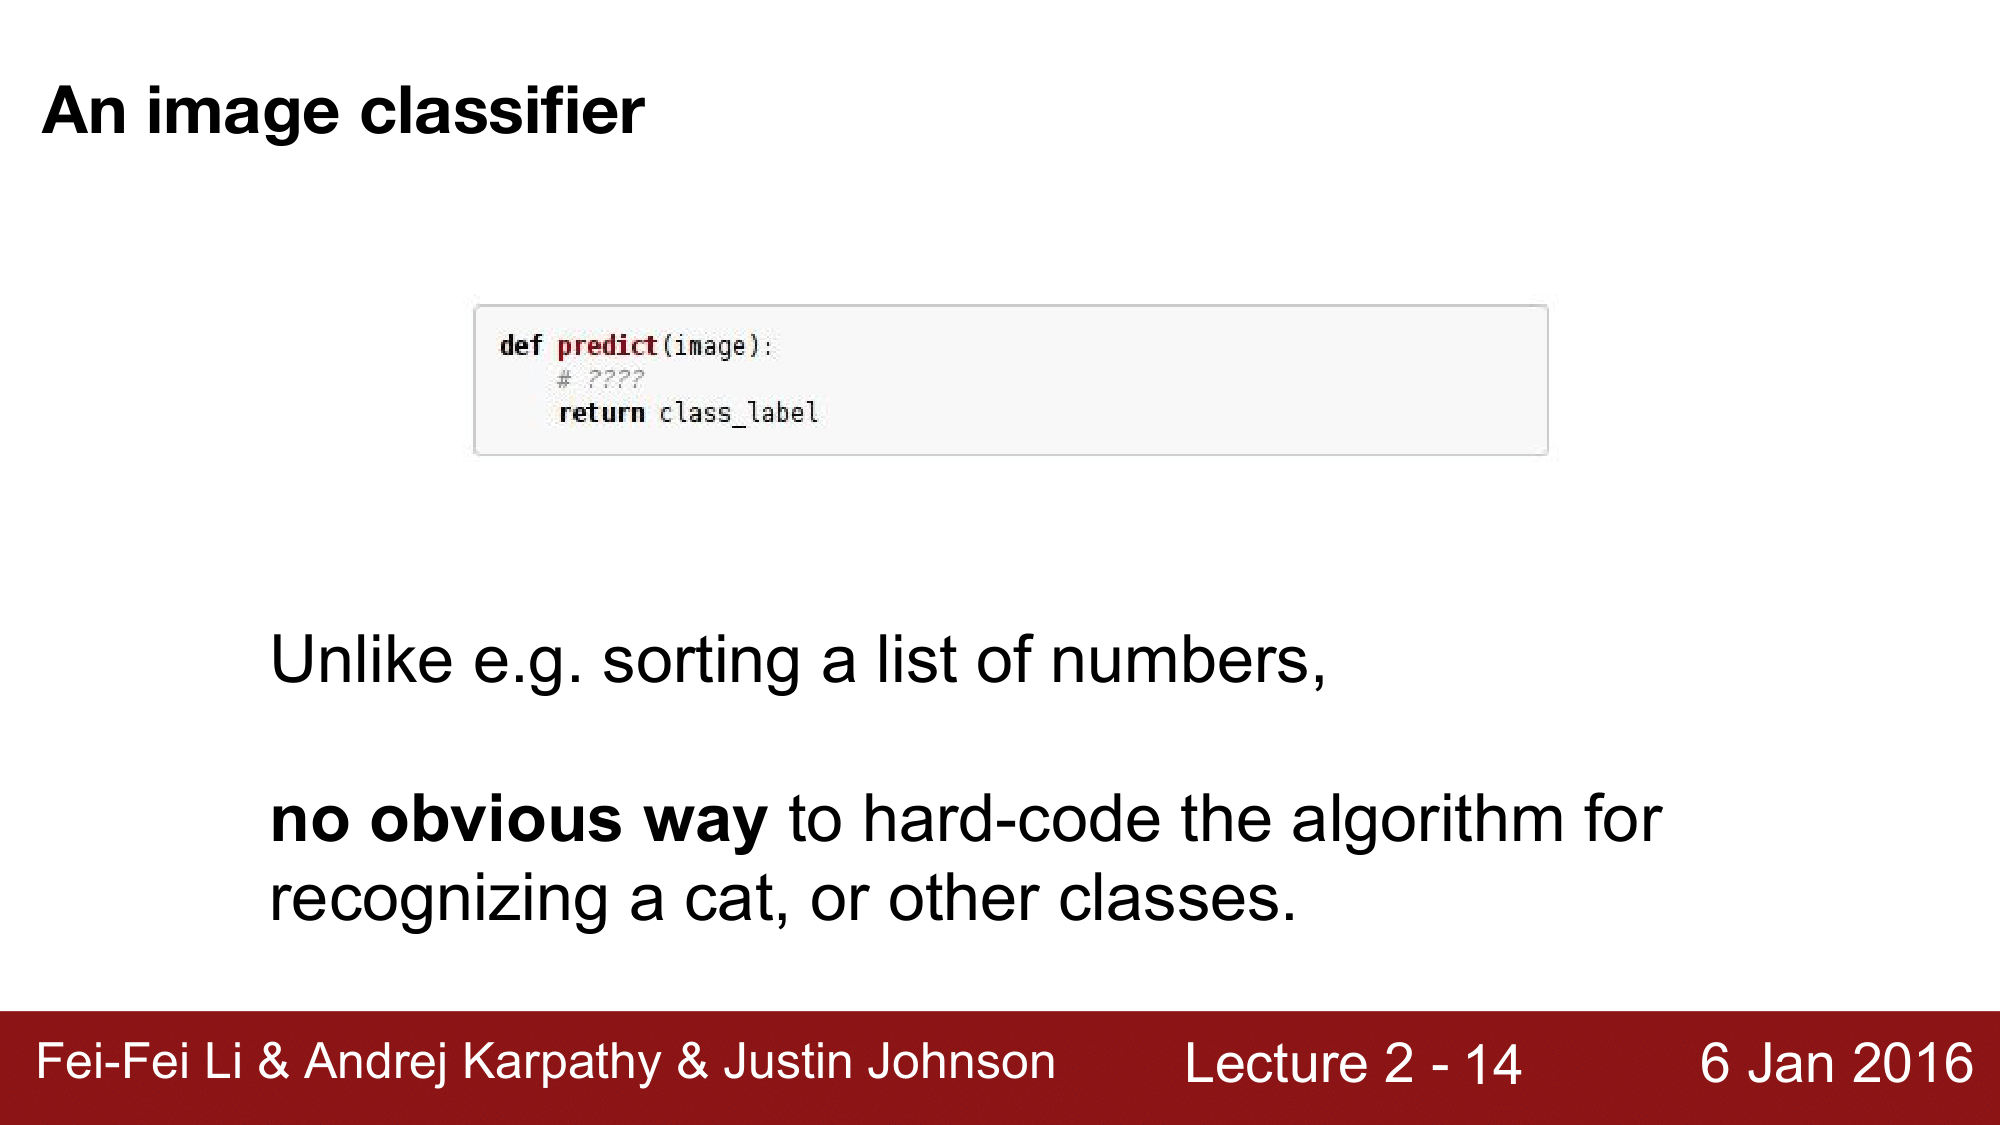 An image classifier
def predict(image):
    # ????
    return class_label
Unlike e.g. sorting a list of numbers,
no obvious way to hard-code the algorithm for
recognizing a cat, or other classes.
Fei-Fei Li & Andrej Karpathy & Justin Johnson Lecture 2 - 14 6 Jan 2016